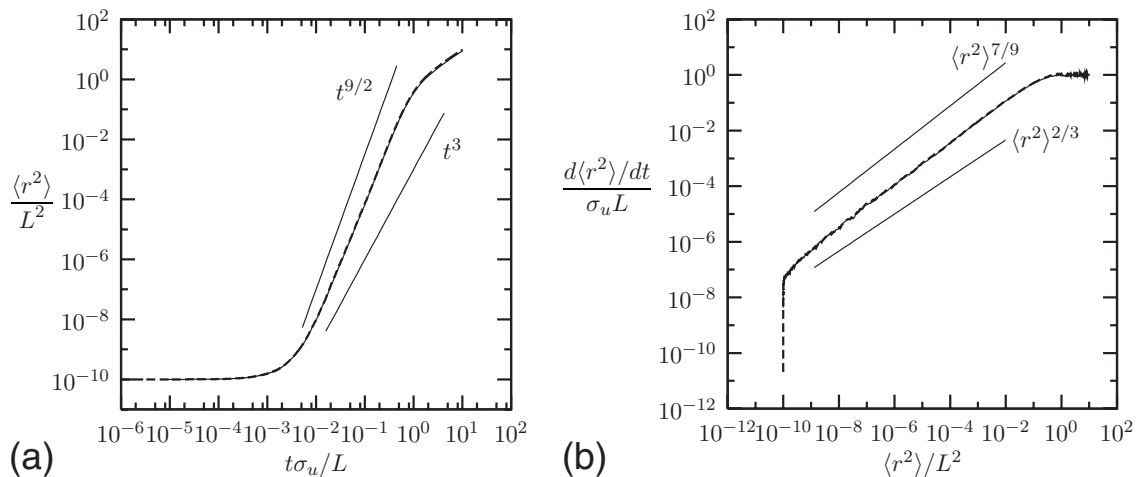 10^2
10^0
10^{-2}
10^{-4}
10^{-6}
10^{-8}
10^{-10}
⟨r^2⟩/L^2
t^{9/2}
t^3
10^{-6} 10^{-5} 10^{-4} 10^{-3} 10^{-2} 10^{-1} 10^0 10^1 10^2
tσ_u/L
(a)
10^2
10^0
10^{-2}
10^{-4}
10^{-6}
10^{-8}
10^{-10}
10^{-12}
d⟨r^2⟩/dt
σ_uL
⟨r^2⟩^{7/9}
⟨r^2⟩^{2/3}
10^{-12} 10^{-10} 10^{-8} 10^{-6} 10^{-4} 10^{-2} 10^0 10^2
⟨r^2⟩/L^2
(b)